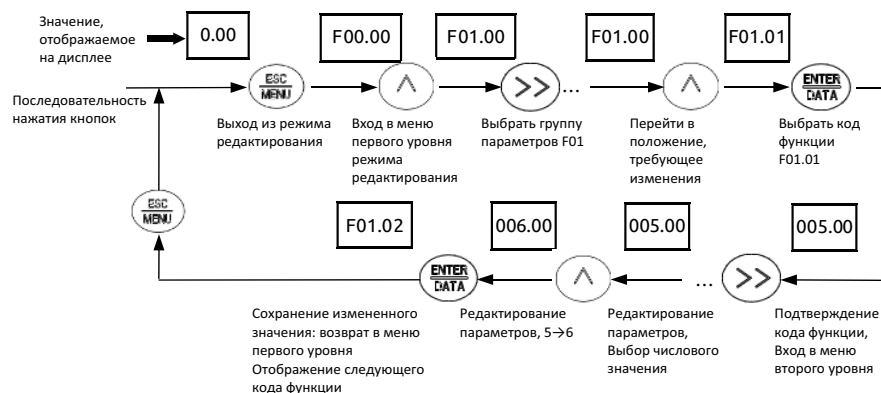 Значение,
отображаемое
на дисплее
0.00
F00.00
F01.00
F01.00
F01.01
Последовательность
нажатия кнопок
ESC
MENU
>>
...
ENTER
DATA
Выход из режима
редактирования
Вход в меню
первого уровня
режима
редактирования
Выбрать группу
параметров F01
Перейти в
положение,
требующее
изменения
Выбрать код
функции
F01.01
ESC
MENU
F01.02
006.00
005.00
005.00
ENTER
DATA
...
>>
Сохранение измененного
значения: возврат в меню
первого уровня
Отображение следующего
кода функции
Редактирование
параметров, 5→6
Редактирование
параметров,
Выбор числового
значения
Подтверждение
кода функции,
Вход в меню
второго уровня